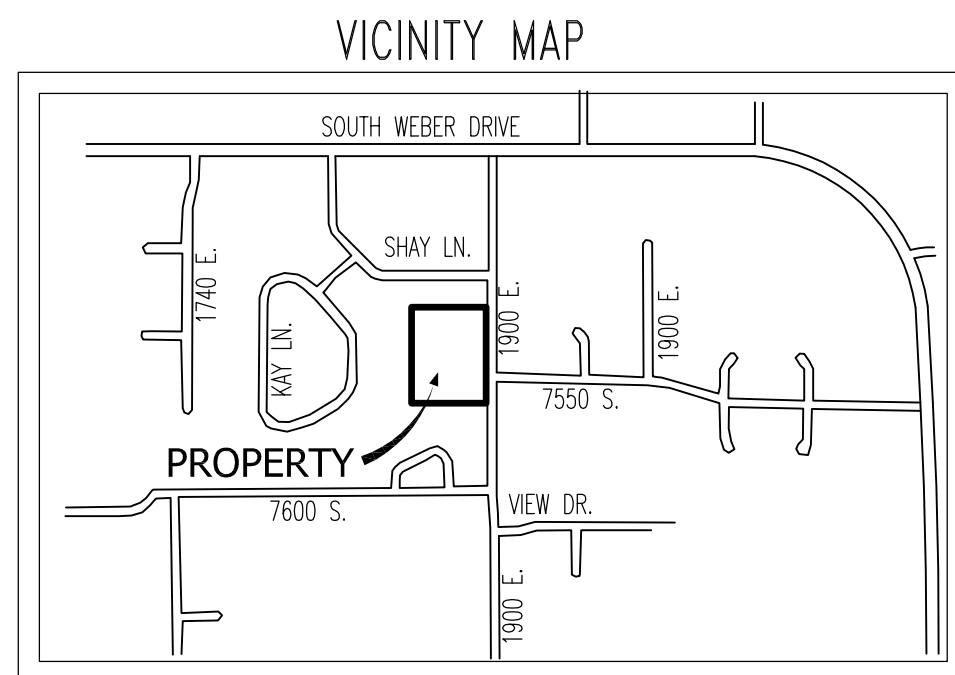 VICINITY MAP
SOUTH WEBER DRIVE
SHAY LN.
1740 E.
1900 E.
1900 E.
KAY LN.
7550 S.
PROPERTY
7600 S.
VIEW DR.
1900 E.